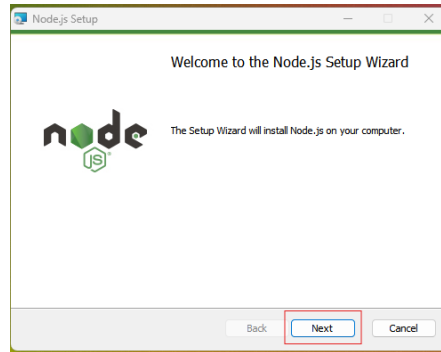 Node.js Setup
Welcome to the Node.js Setup Wizard
node
JS
The Setup Wizard will install Node.js on your computer.
Back
Next
Cancel